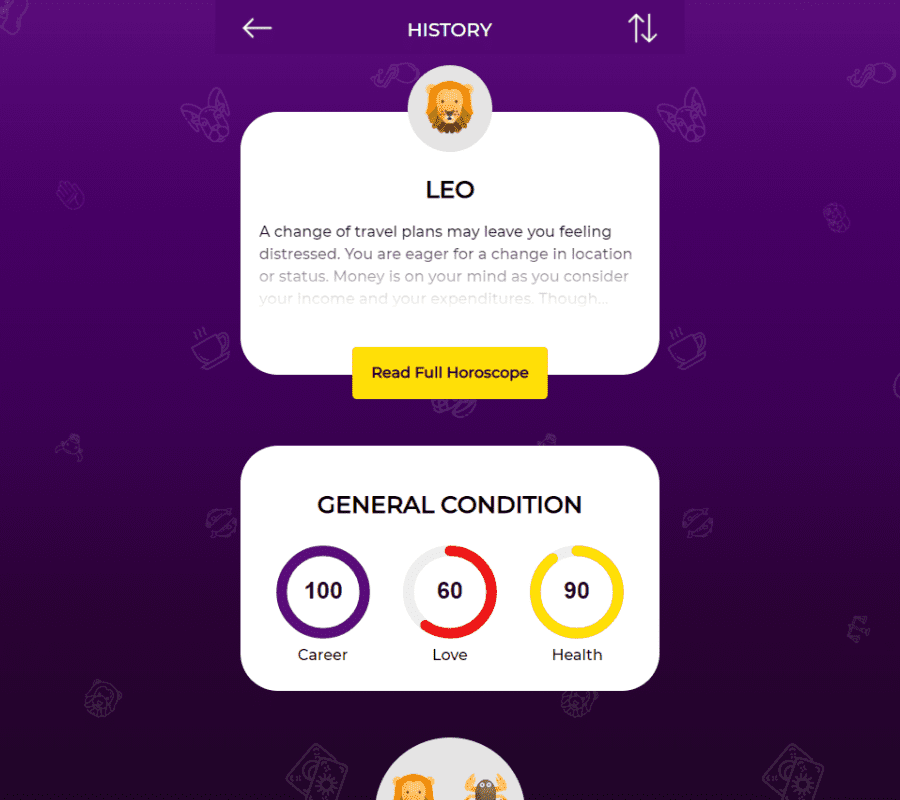 HISTORY
LEO
A change of travel plans may leave you feeling
distressed. You are eager for a change in location
or status. Money is on your mind as you consider
your income and your expenditures. Though...
Read Full Horoscope
GENERAL CONDITION
100 60 90
Career Love Health